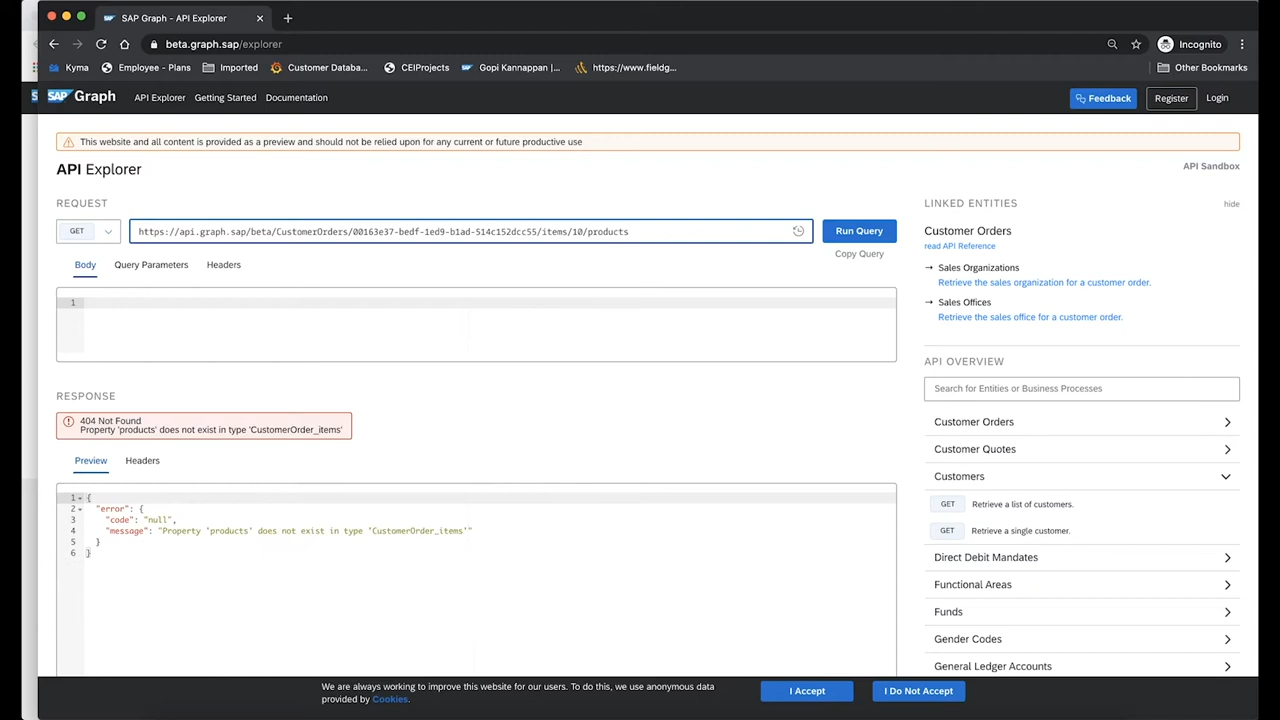 SAP Graph - API Explorer
beta.graph.sap/explorer
Incognito
Kyma
Employee - Plans
Imported
Customer Databa...
CEIProjects
Gopi Kannappan |...
https://www.fieldg...
Other Bookmarks
SAP Graph
API Explorer
Getting Started
Documentation
Feedback
Register
Login
This website and all content is provided as a preview and should not be relied upon for any current or future productive use
API Explorer
API Sandbox
REQUEST
GET
https://api.graph.sap/beta/CustomerOrders/00163e37-bedf-1ed9-b1ad-514c152dcc55/items/10/products
Run Query
Copy Query
Body
Query Parameters
Headers
1
RESPONSE
404 Not Found
Property 'products' does not exist in type 'CustomerOrder_items'
Preview
Headers
1 {
2 "error": {
3 "code": "null",
4 "message": "Property 'products' does not exist in type 'CustomerOrder_items'"
5 }
6 }
LINKED ENTITIES
hide
Customer Orders
read API Reference
→ Sales Organizations
Retrieve the sales organization for a customer order.
→ Sales Offices
Retrieve the sales office for a customer order.
API OVERVIEW
Search for Entities or Business Processes
Customer Orders
Customer Quotes
Customers
GET Retrieve a list of customers.
GET Retrieve a single customer.
Direct Debit Mandates
Functional Areas
Funds
Gender Codes
General Ledger Accounts
We are always working to improve this website for our users. To do this, we use anonymous data
provided by Cookies.
I Accept
I Do Not Accept